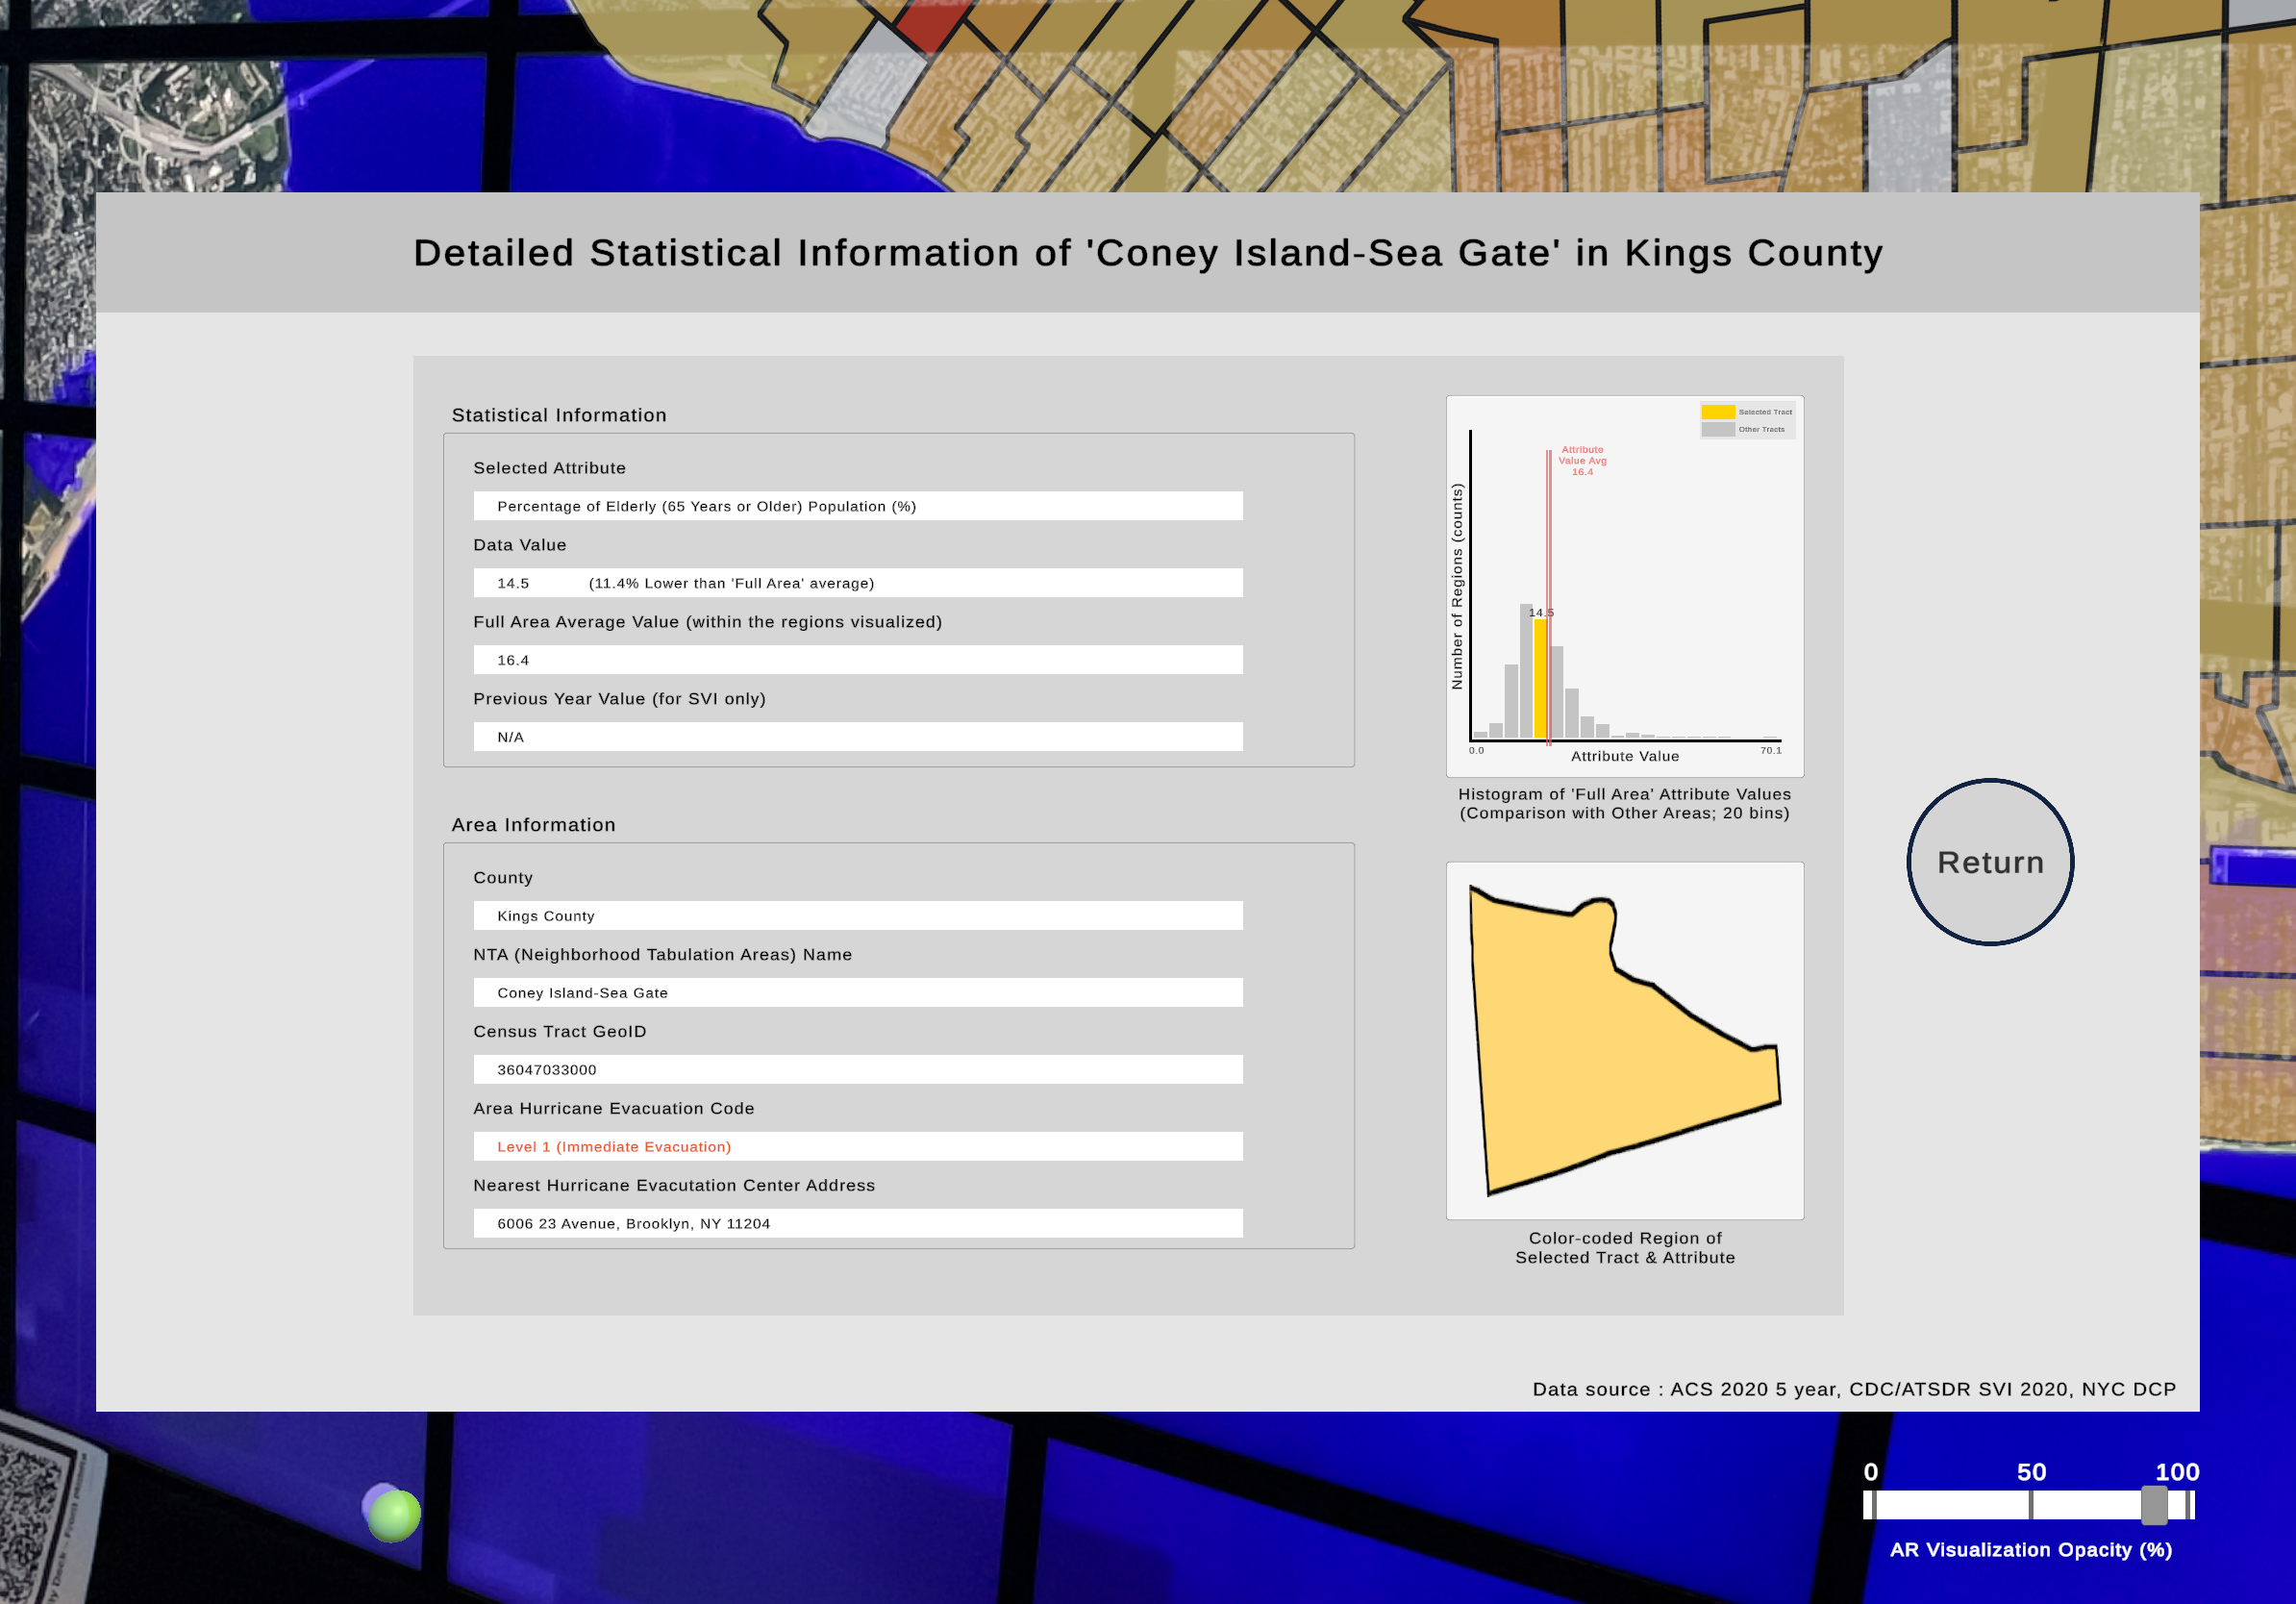 Detailed Statistical Information of 'Coney Island-Sea Gate' in Kings County
Statistical Information
Selected Attribute
Percentage of Elderly (65 Years or Older) Population (%)
Data Value
14.5 (11.4% Lower than 'Full Area' average)
Full Area Average Value (within the regions visualized)
16.4
Previous Year Value (for SVI only)
N/A
Area Information
County
Kings County
NTA (Neighborhood Tabulation Areas) Name
Coney Island-Sea Gate
Census Tract GeoID
36047033000
Area Hurricane Evacuation Code
Level 1 (Immediate Evacuation)
Nearest Hurricane Evacutation Center Address
6006 23 Avenue, Brooklyn, NY 11204
Selected Tract
Other Tracts
Attribute
Value Avg
16.4
Number of Regions (counts)
14.5
0.0
70.1
Attribute Value
Histogram of 'Full Area' Attribute Values
(Comparison with Other Areas; 20 bins)
Color-coded Region of
Selected Tract & Attribute
Return
Data source : ACS 2020 5 year, CDC/ATSDR SVI 2020, NYC DCP
0 50 100
AR Visualization Opacity (%)